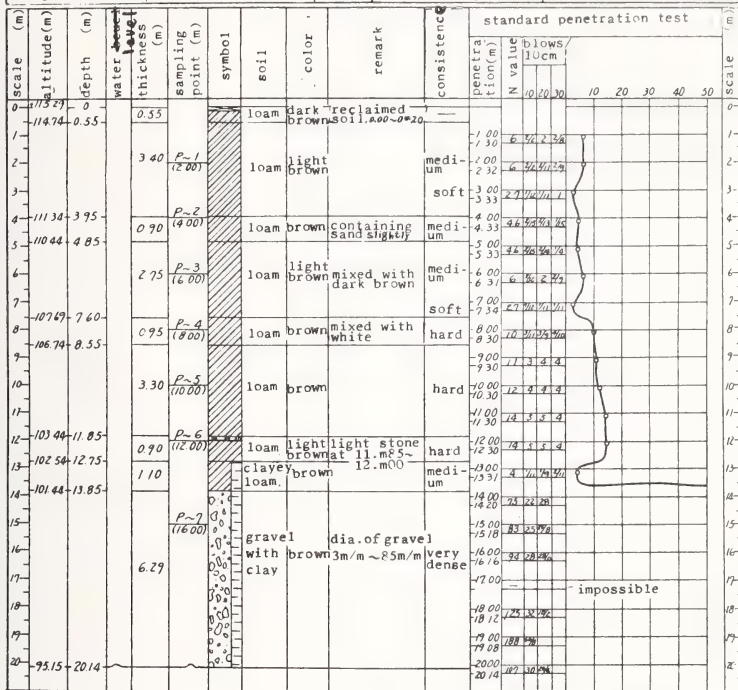 standard penetration test
scale (m)
altitude(m)
depth (m)
water level
thickness (m)
sampling point (m)
symbol
soil
color
remark
consistence
penetration(m)
N value
blows/10cm
10 20 30
0 10 20 30 40 50
scale (m)
0 113.29 0
114.74 0.55 0.55 loam dark brown reclaimed soil, 0.00~0m20 —
1 1.00 1.30 6
2 3.40 P~1 (2.00) loam light brown medium 2.00 2.32 6
3 soft 3.00 3.33 2.7
4 111.34 3.95 P~2 (4.00)
110.44 4.85 0.90 loam brown containing sand slightly medium 4.00 4.33 4.6
5 5.00 5.33 4.6
6 2.75 P~3 (6.00) loam light brown mixed with dark brown medium 6.00 6.31 6
7 soft 7.00 7.34 2.7
107.69 7.60
8 0.95 P~4 (8.00) loam brown mixed with white hard 8.00 8.30 10
106.74 8.55
9 9.00 9.30 11 3 4 4
10 3.30 P~5 (10.00) loam brown hard 10.00 10.30 12 4 4 4
11 11.00 11.30 14 5 5 4
12 103.44 11.85 P~6 (12.00) 12.00 12.30 14 5 5 4
102.54 12.75 0.90 loam light brown light stone at 11.m85~12.m00 hard
13 1.10 clayey loam. brown medium 13.00 13.31 4
101.44 13.85
14 14.00 14.20 75 22 28
15 P~7 (16.00) 15.00 15.18 83
16 6.29 gravel with clay brown dia.of gravel 3m/m ~85m/m very dense 16.00 16.16 94
17 17.00 — impossible
18 18.00 18.12 125
19 19.00 19.08 188
20 95.15 20.14 20.00 20.14 107